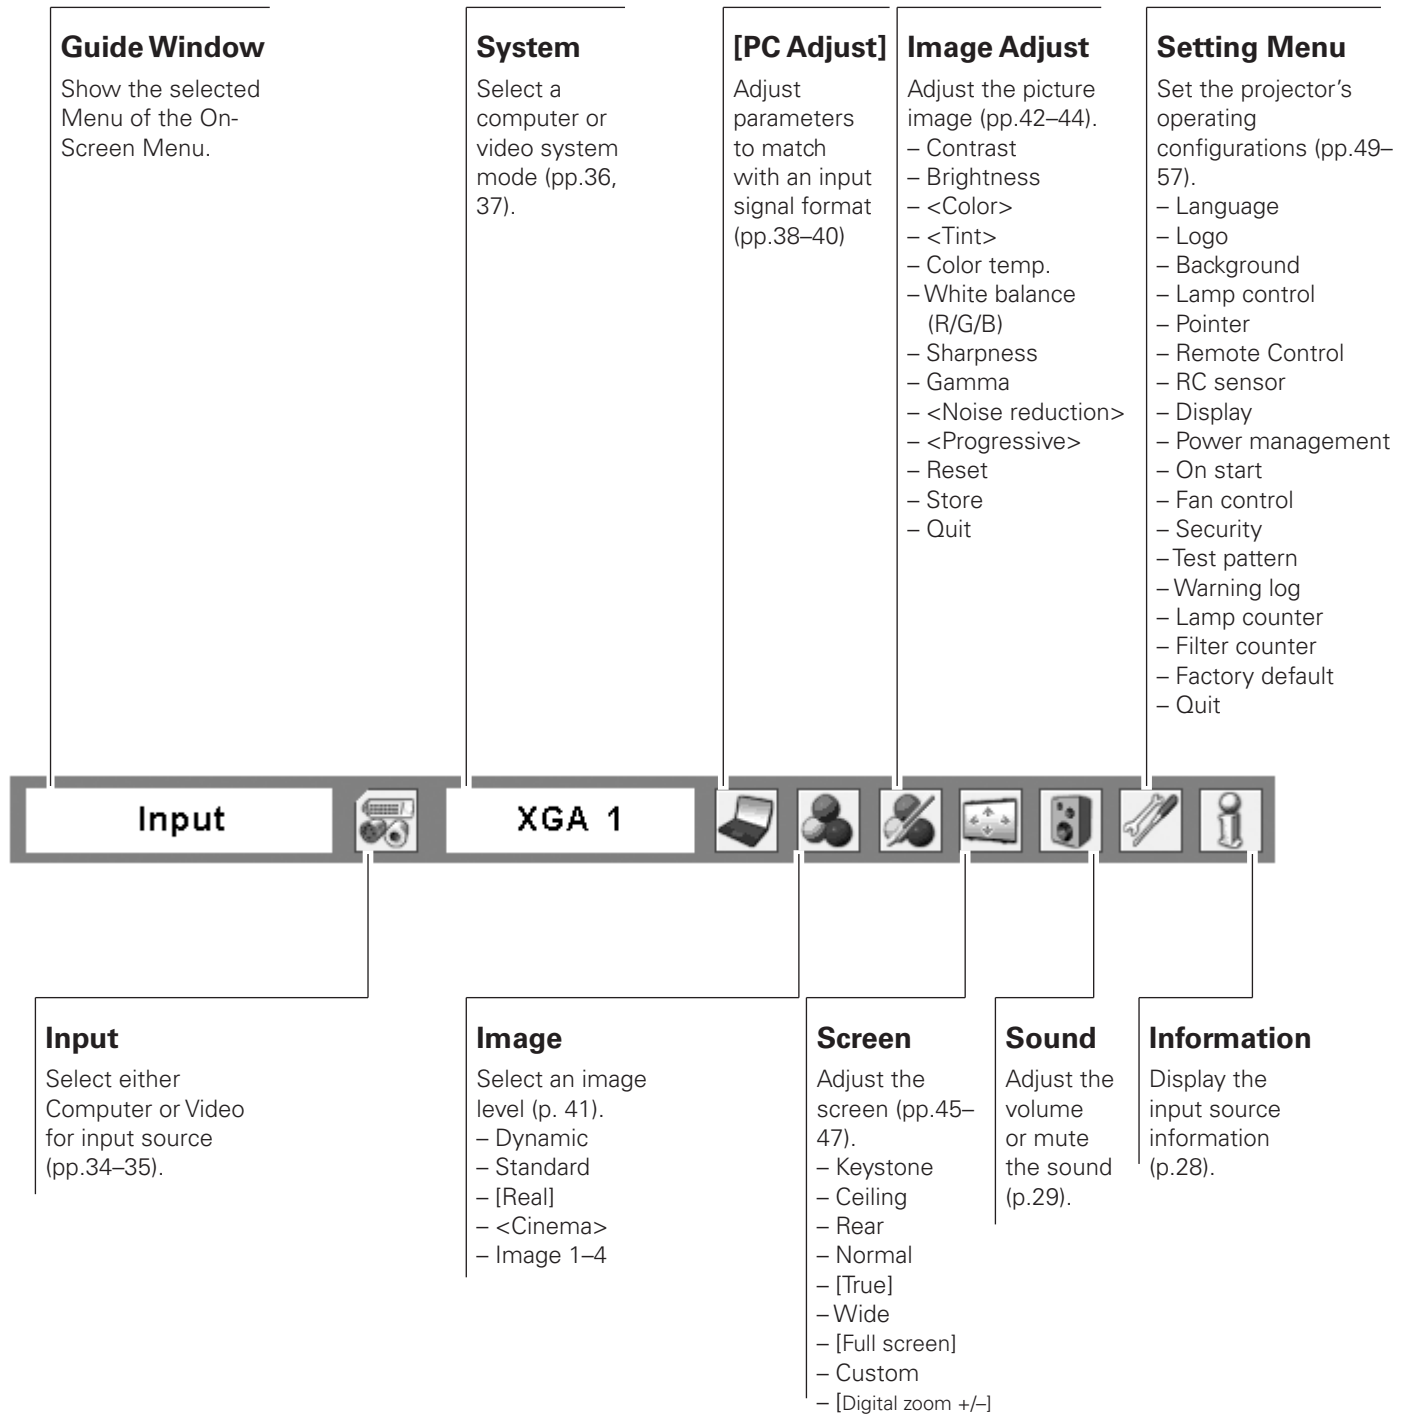 Guide Window
Show the selected
Menu of the On-
Screen Menu.
System
Select a
computer or
video system
mode (pp.36,
37).
[PC Adjust]
Adjust
parameters
to match
with an input
signal format
(pp.38–40)
Image Adjust
Adjust the picture
image (pp.42–44).
– Contrast
– Brightness
– <Color>
– <Tint>
– Color temp.
– White balance
(R/G/B)
– Sharpness
– Gamma
– <Noise reduction>
– <Progressive>
– Reset
– Store
– Quit
Setting Menu
Set the projector’s
operating
configurations (pp.49–
57).
– Language
– Logo
– Background
– Lamp control
– Pointer
– Remote Control
– RC sensor
– Display
– Power management
– On start
– Fan control
– Security
– Test pattern
– Warning log
– Lamp counter
– Filter counter
– Factory default
– Quit
Input
XGA 1
Input
Select either
Computer or Video
for input source
(pp.34–35).
Image
Select an image
level (p. 41).
– Dynamic
– Standard
– [Real]
– <Cinema>
– Image 1–4
Screen
Adjust the
screen (pp.45–
47).
– Keystone
– Ceiling
– Rear
– Normal
– [True]
– Wide
– [Full screen]
– Custom
– [Digital zoom +/–]
Sound
Adjust the
volume
or mute
the sound
(p.29).
Information
Display the
input source
information
(p.28).